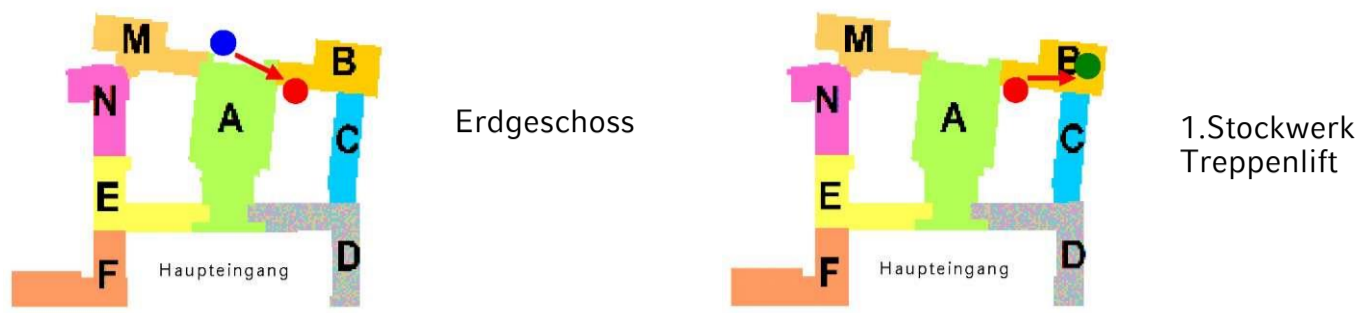 M
B
N
A
C
E
D
F
Haupteingang
Erdgeschoss
M
B
N
A
C
E
D
F
Haupteingang
1.Stockwerk
Treppenlift